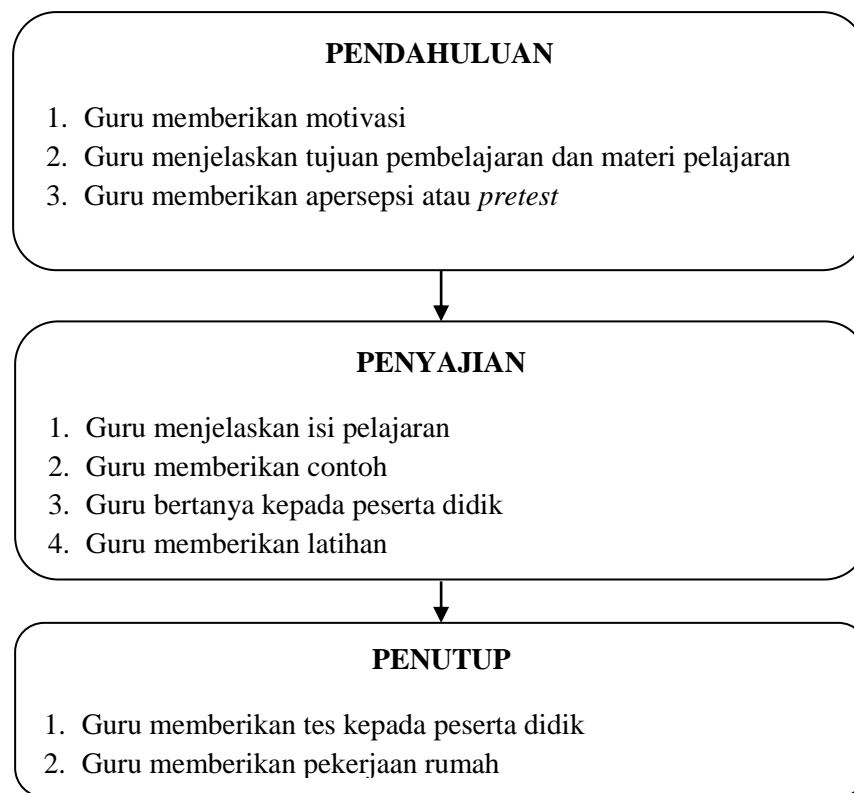 PENDAHULUAN
1. Guru memberikan motivasi
2. Guru menjelaskan tujuan pembelajaran dan materi pelajaran
3. Guru memberikan apersepsi atau pretest
PENYAJIAN
1. Guru menjelaskan isi pelajaran
2. Guru memberikan contoh
3. Guru bertanya kepada peserta didik
4. Guru memberikan latihan
PENUTUP
1. Guru memberikan tes kepada peserta didik
2. Guru memberikan pekerjaan rumah